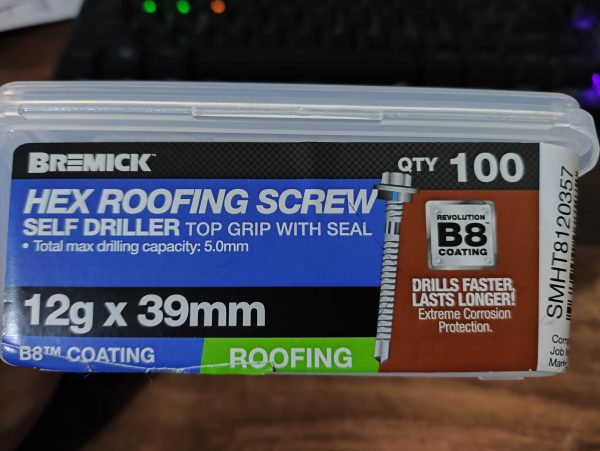 BREMICK
QTY 100
HEX ROOFING SCREW
SELF DRILLER TOP GRIP WITH SEAL
• Total max drilling capacity: 5.0mm
12g x 39mm
B8™ COATING
ROOFING
REVOLUTION
B8
COATING
DRILLS FASTER,
LASTS LONGER!
Extreme Corrosion
Protection.
SMHT8120357
Job